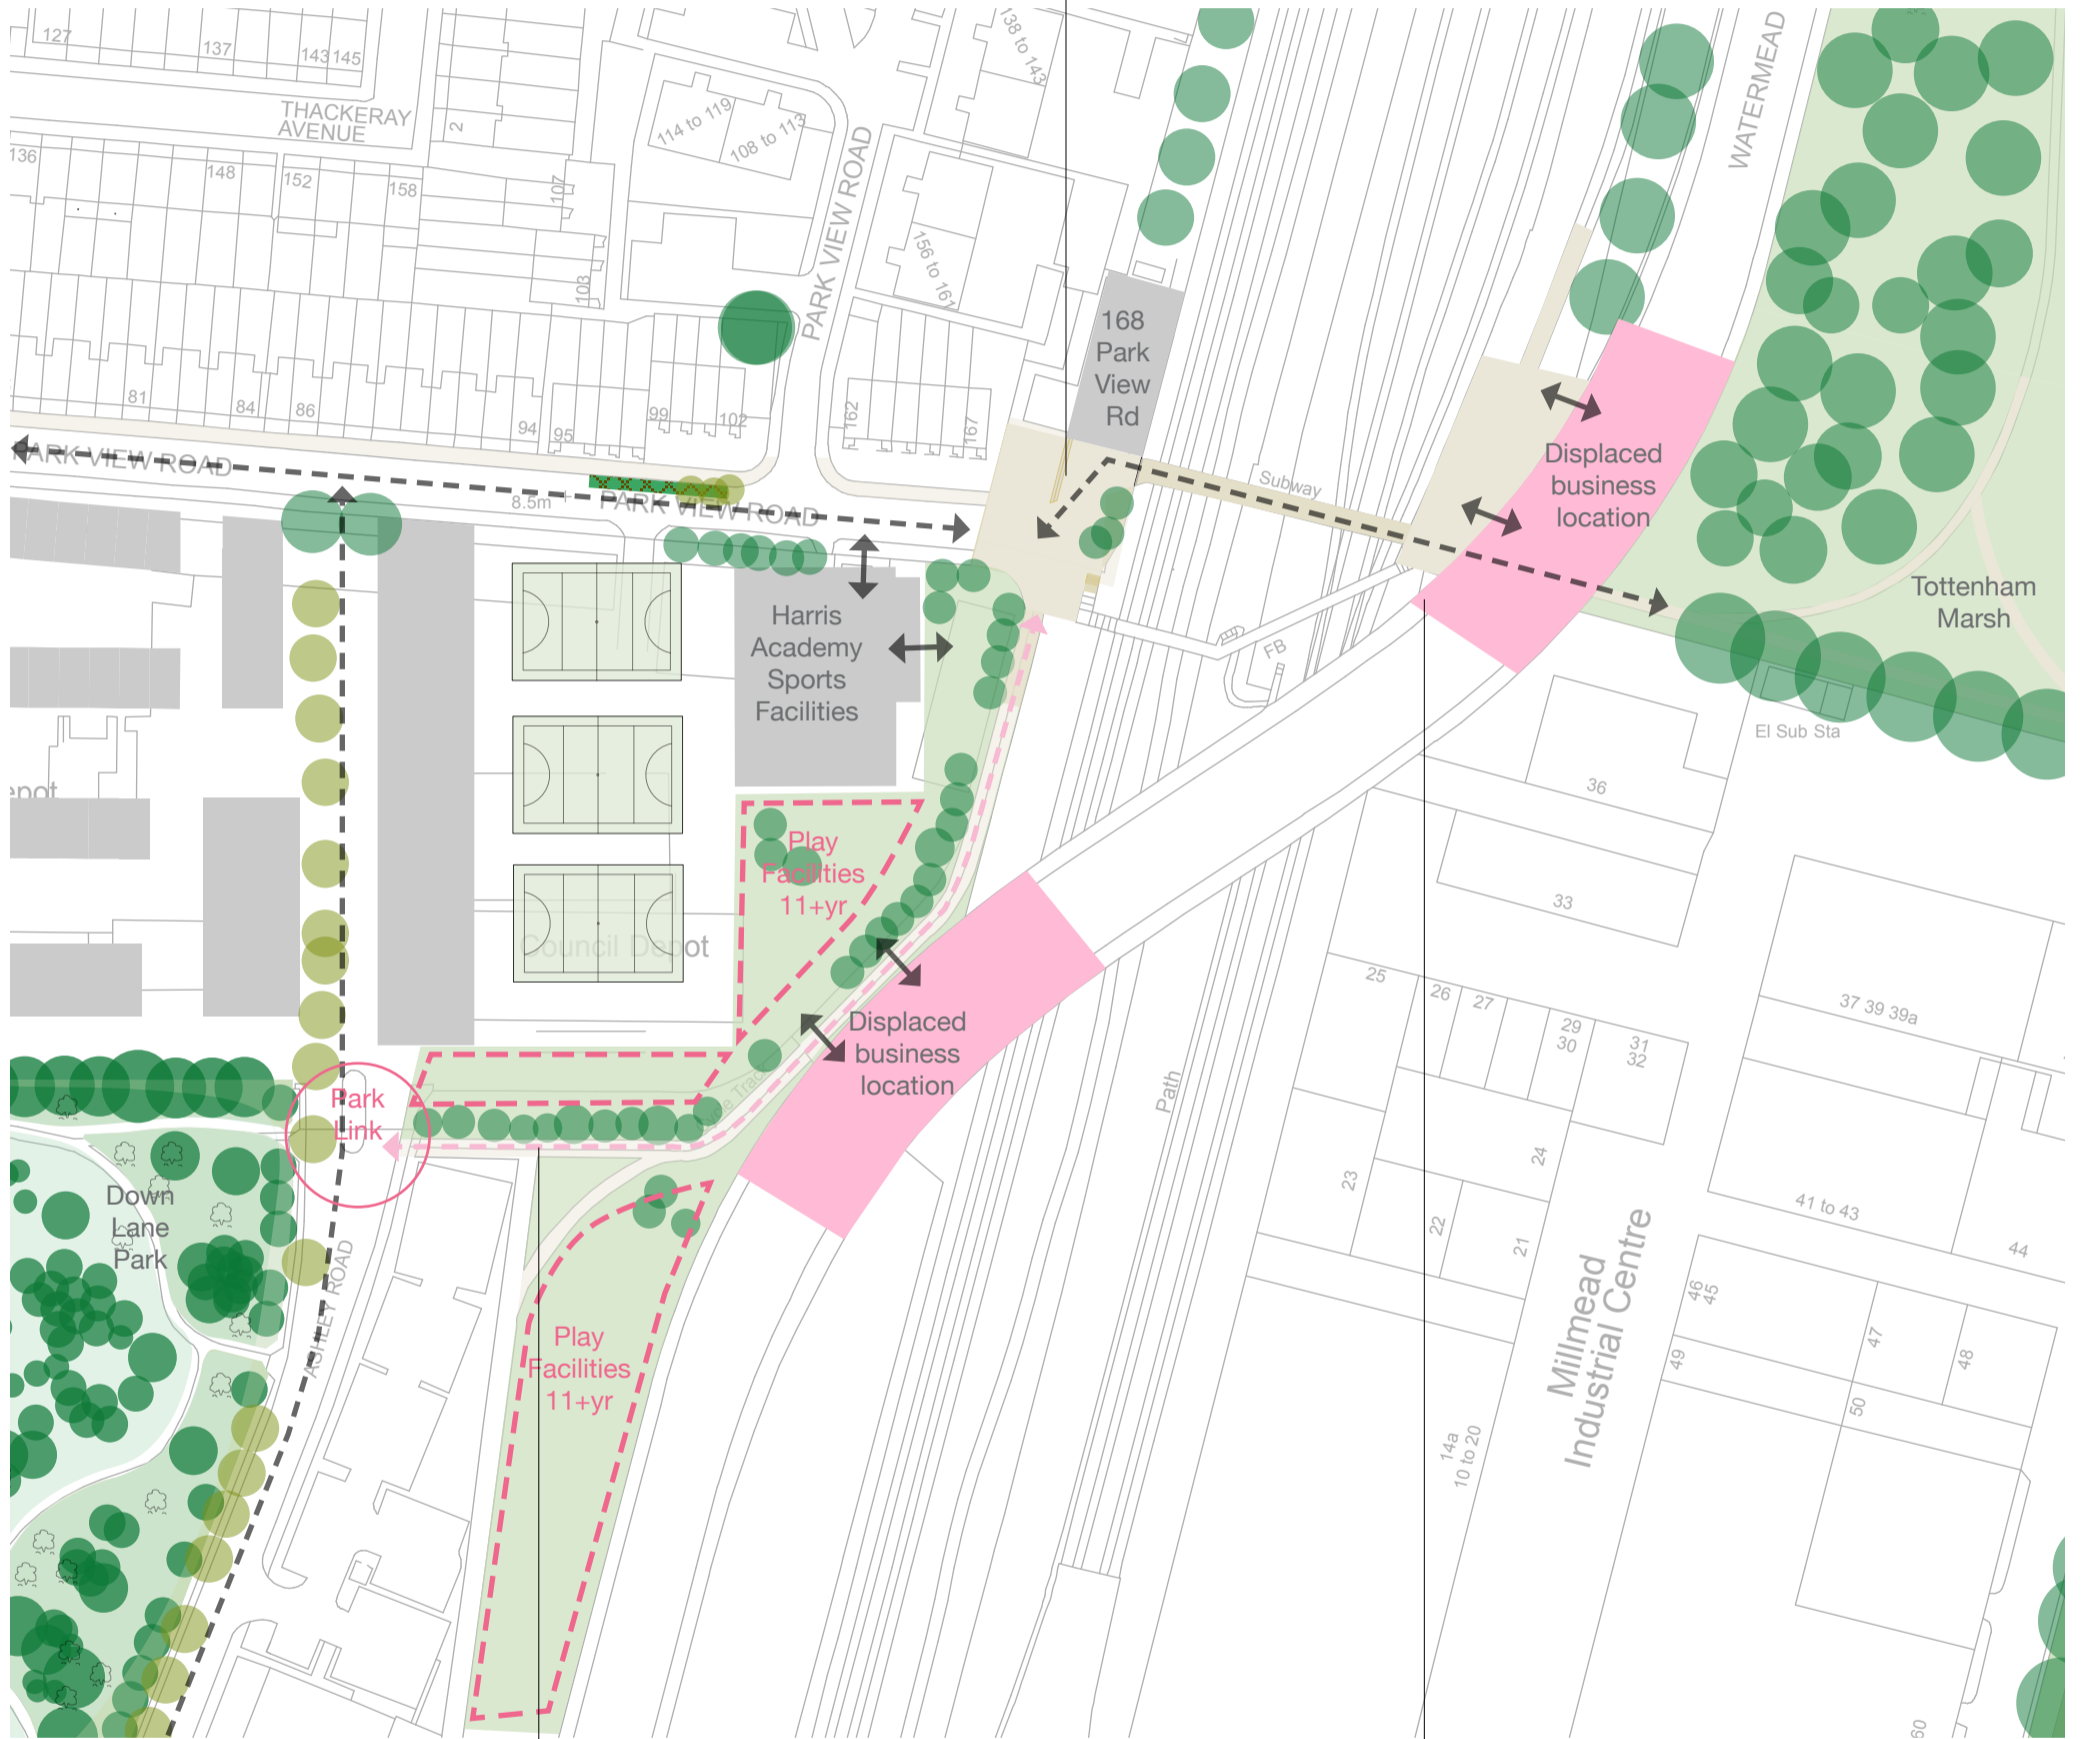 127
137
143 145
THACKERAY
AVENUE
2
138 to 143
WATERMEAD
114 to 119
108 to 113
136
148
152
158
107
103
PARK VIEW ROAD
156 to 161
168
Park
View
Rd
81
84
86
94
95
99
102
162
167
PARK VIEW ROAD
8.5m
PARK VIEW ROAD
Subway
Displaced
business
location
Tottenham
Marsh
Harris
Academy
Sports
Facilities
FB
El Sub Sta
36
33
epot
Play
Facilities
11+yr
Council Depot
25
26
27
29
30
31
32
37 39 39a
Displaced
business
location
Path
Park
Link
Down
Lane
Park
ASHLEY ROAD
23
24
22
21
41 to 43
44
Millmead
Industrial Centre
46
45
47
48
49
50
Play
Facilities
11+yr
14a
10 to 20
60